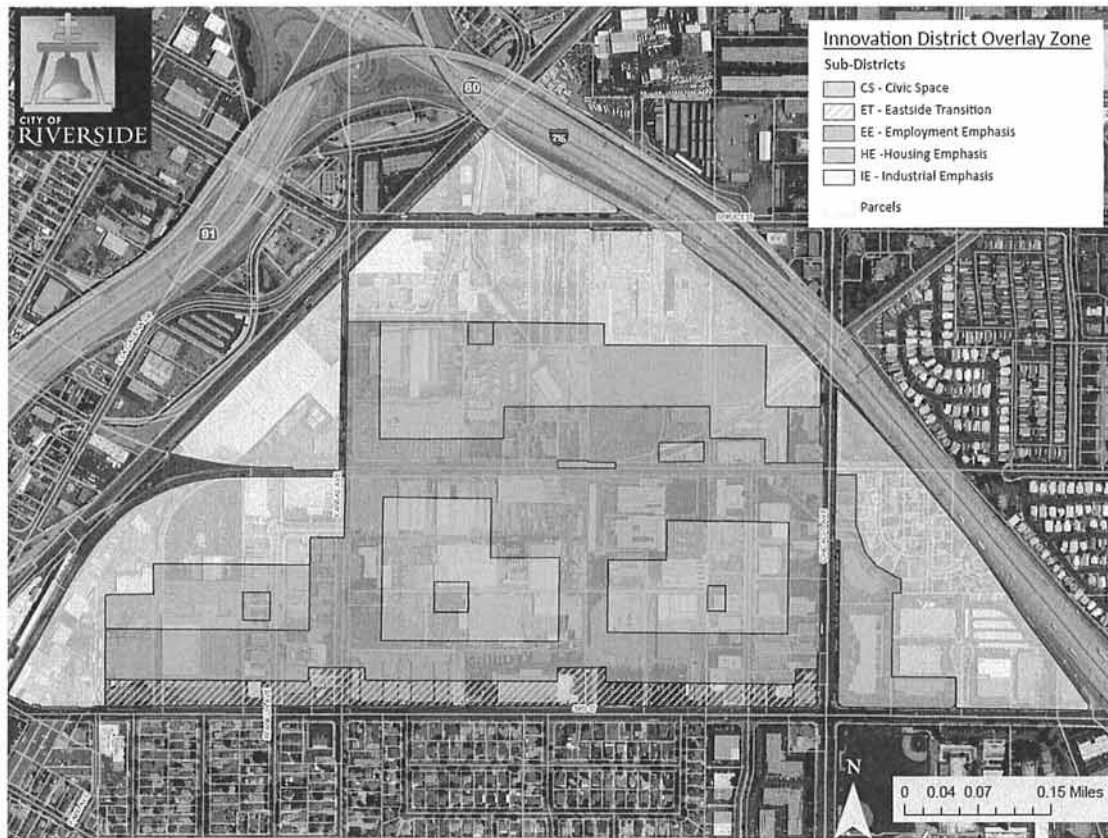 CITY OF
RIVERSIDE
Innovation District Overlay Zone
Sub-Districts
CS - Civic Space
ET - Eastside Transition
EE - Employment Emphasis
HE -Housing Emphasis
IE - Industrial Emphasis
Parcels
60
215
91
N
0 0.04 0.07 0.15 Miles